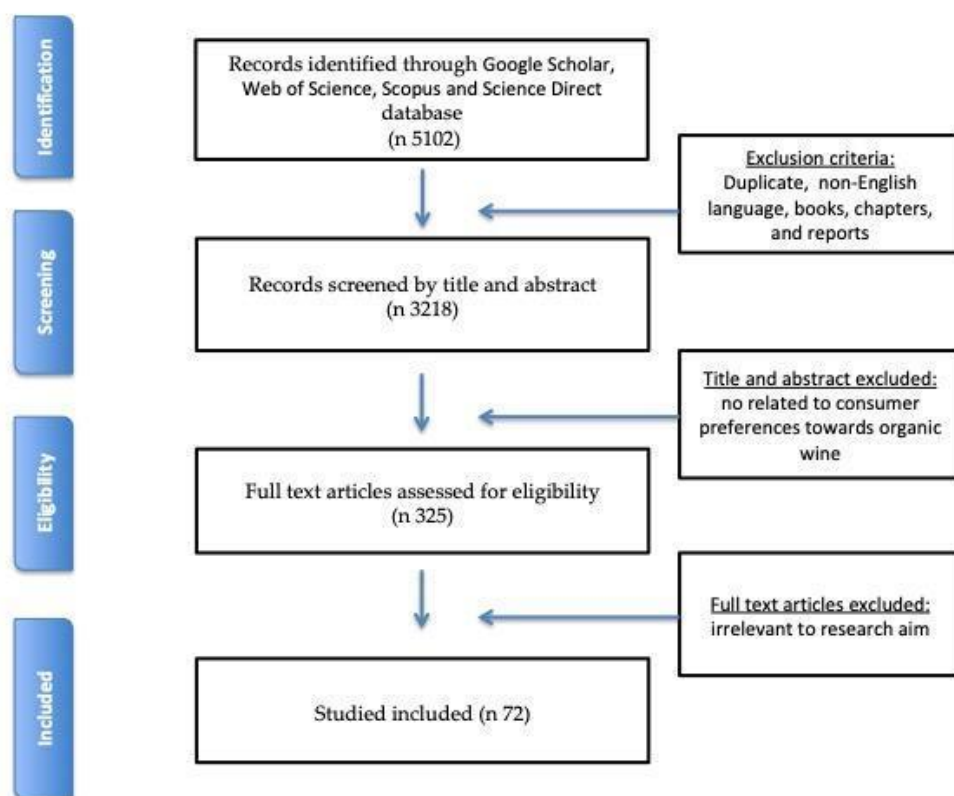 Identification
Records identified through Google Scholar,
Web of Science, Scopus and Science Direct
database
(n 5102)
Exclusion criteria:
Duplicate, non-English
language, books, chapters,
and reports
Screening
Records screened by title and abstract
(n 3218)
Title and abstract excluded:
no related to consumer
preferences towards organic
wine
Eligibility
Full text articles assessed for eligibility
(n 325)
Full text articles excluded:
irrelevant to research aim
Included
Studied included (n 72)